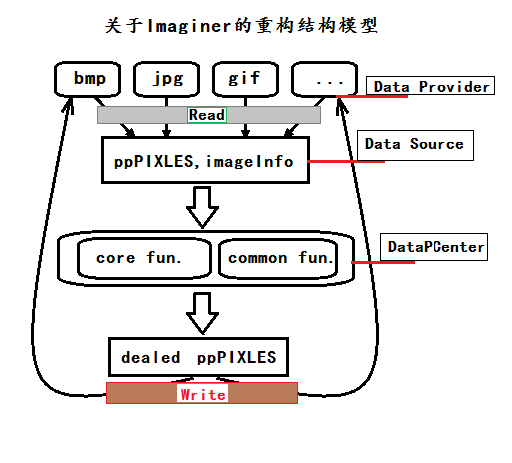 关于Imaginer的重构结构模型
bmp jpg gif ...
Data Provider
Read
ppPIXLES,imageInfo
Data Source
core fun. common fun.
DataPCenter
dealed ppPIXLES
Write